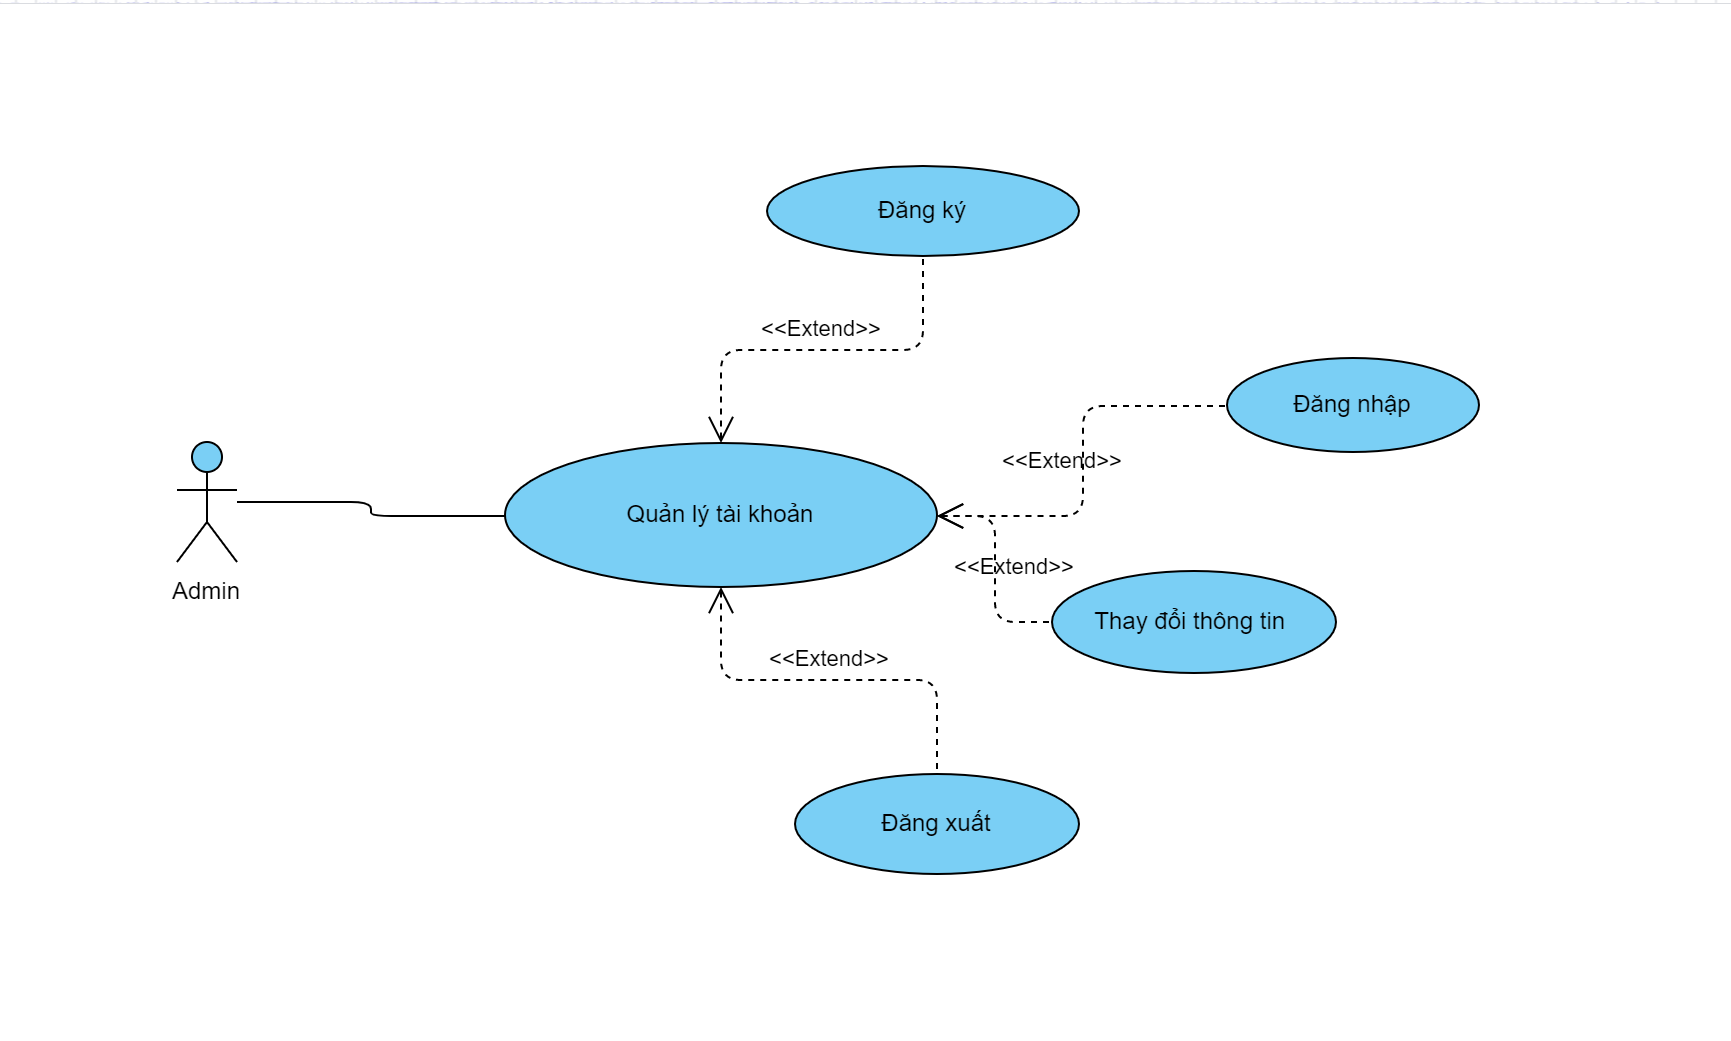 Đăng ký
<<Extend>>
Đăng nhập
<<Extend>>
Quản lý tài khoản
<<Extend>>
Admin
Thay đổi thông tin
<<Extend>>
Đăng xuất